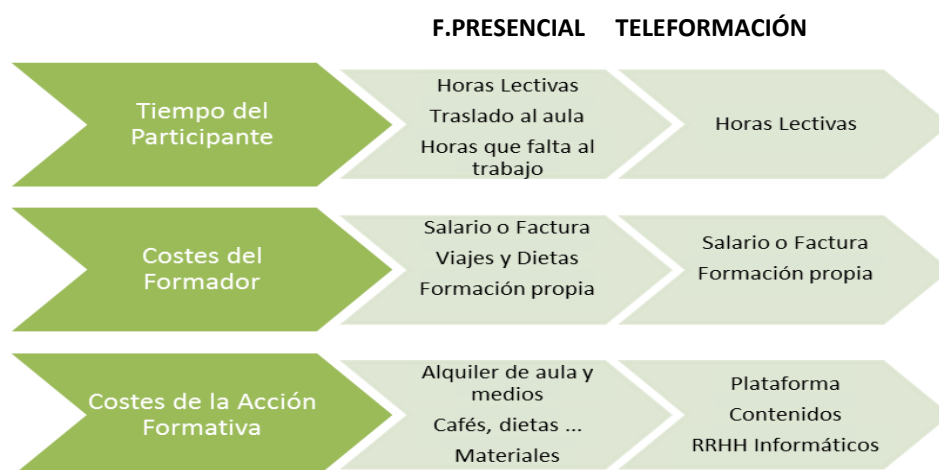 F.PRESENCIAL TELEFORMACIÓN
Tiempo del
Participante
Horas Lectivas
Traslado al aula
Horas que falta al
trabajo
Horas Lectivas
Costes del
Formador
Salario o Factura
Viajes y Dietas
Formación propia
Salario o Factura
Formación propia
Costes de la Acción
Formativa
Alquiler de aula y
medios
Cafés, dietas ...
Materiales
Plataforma
Contenidos
RRHH Informáticos